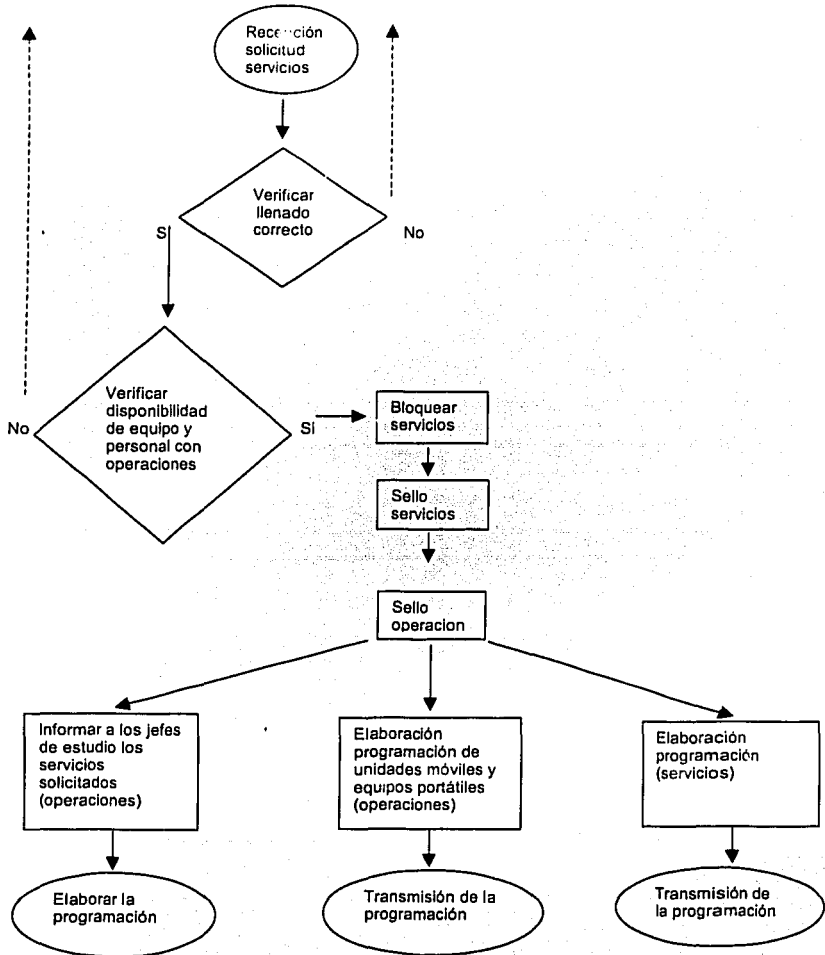 Recepción
solicitud
servicios
Verificar
llenado
correcto
Si
No
Verificar
disponibilidad
de equipo y
personal con
operaciones
No
Si
Bloquear
servicios
Sello
servicios
Sello
operacion
Informar a los jefes
de estudio los
servicios
solicitados
(operaciones)
Elaboración
programación de
unidades móviles y
equipos portátiles
(operaciones)
Elaboración
programación
(servicios)
Elaborar la
programación
Transmisión de la
programación
Transmisión de
la programación